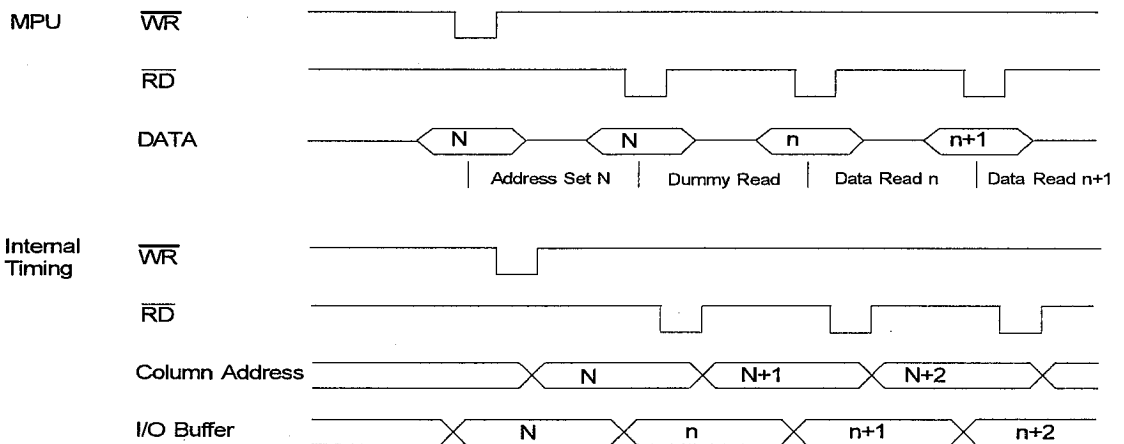 MPU WR
RD
DATA N N n n+1
Address Set N Dummy Read Data Read n Data Read n+1
Internal Timing WR
RD
Column Address N N+1 N+2
I/O Buffer N n n+1 n+2